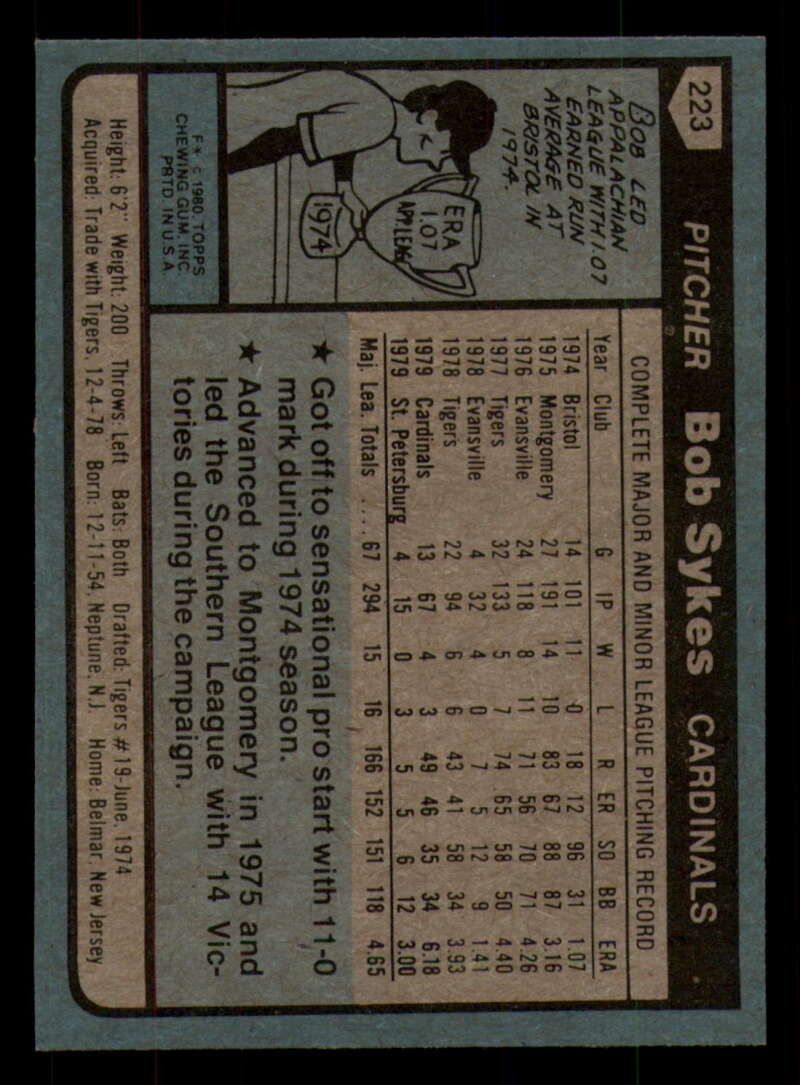 223
PITCHER Bob Sykes CARDINALS
BOB LED
APPALACHIAN
LEAGUE WITH 1.07
EARNED RUN
AVERAGE AT
BRISTOL IN
1974.
ERA
1.07
APP LEAG
1974
F* © 1980 TOPPS
CHEWING GUM, INC.
PRTD. IN U.S.A.
COMPLETE MAJOR AND MINOR LEAGUE PITCHING RECORD
Year Club G IP W L R ER SO BB ERA
1974 Bristol 14 101 11 0 18 12 96 31 1.07
1975 Montgomery 27 191 14 10 83 67 88 87 3.16
1976 Evansville 24 118 8 11 71 56 70 71 4.26
1977 Tigers 32 133 5 7 74 65 58 50 4.40
1978 Evansville 4 32 4 0 7 5 12 9 1.41
1978 Tigers 22 94 6 6 43 41 58 34 3.93
1979 Cardinals 13 67 4 3 49 46 35 34 6.18
1979 St. Petersburg 4 15 0 3 5 5 6 12 3.00
Maj. Lea. Totals .... 67 294 15 16 166 152 151 118 4.65
★ Got off to sensational pro start with 11-0
mark during 1974 season.
★ Advanced to Montgomery in 1975 and
led the Southern League with 14 Vic-
tories during the campaign.
Height: 6'2" Weight: 200 Throws: Left Bats: Both Drafted: Tigers #19-June, 1974
Acquired: Trade with Tigers, 12-4-78 Born: 12-11-54, Neptune, N.J. Home: Belmar, New Jersey